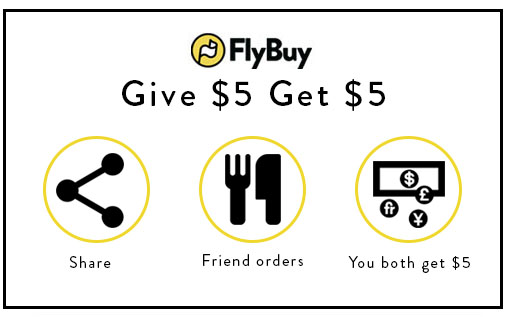 FlyBuy
Give $5 Get $5
Share
Friend orders
You both get $5